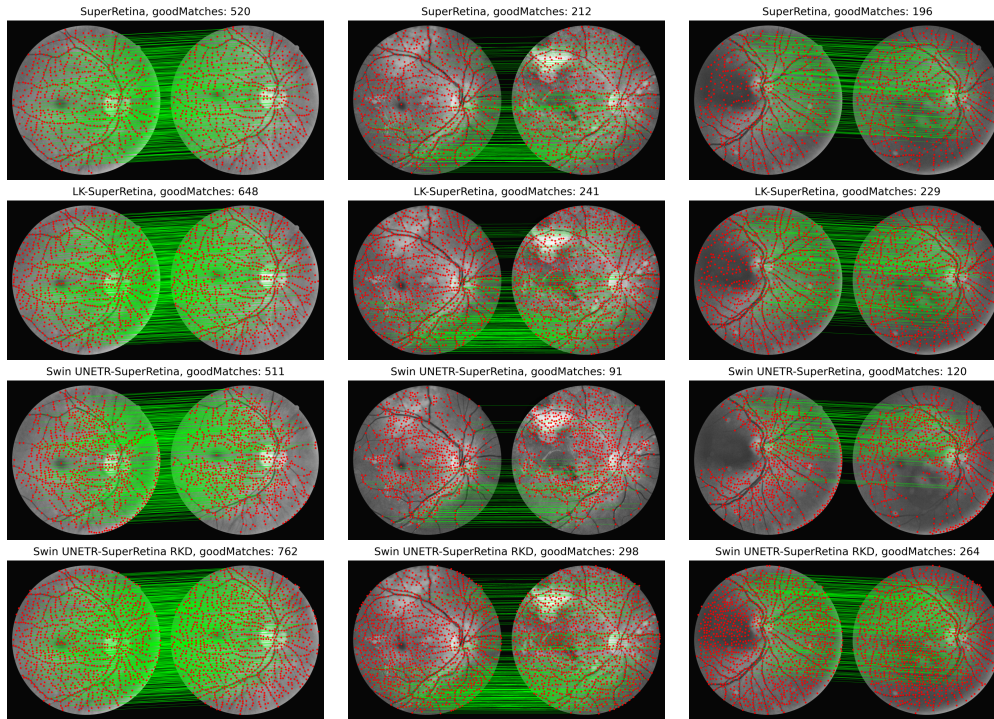 SuperRetina, goodMatches: 520
SuperRetina, goodMatches: 212
SuperRetina, goodMatches: 196
LK-SuperRetina, goodMatches: 648
LK-SuperRetina, goodMatches: 241
LK-SuperRetina, goodMatches: 229
Swin UNETR-SuperRetina, goodMatches: 511
Swin UNETR-SuperRetina, goodMatches: 91
Swin UNETR-SuperRetina, goodMatches: 120
Swin UNETR-SuperRetina RKD, goodMatches: 762
Swin UNETR-SuperRetina RKD, goodMatches: 298
Swin UNETR-SuperRetina RKD, goodMatches: 264